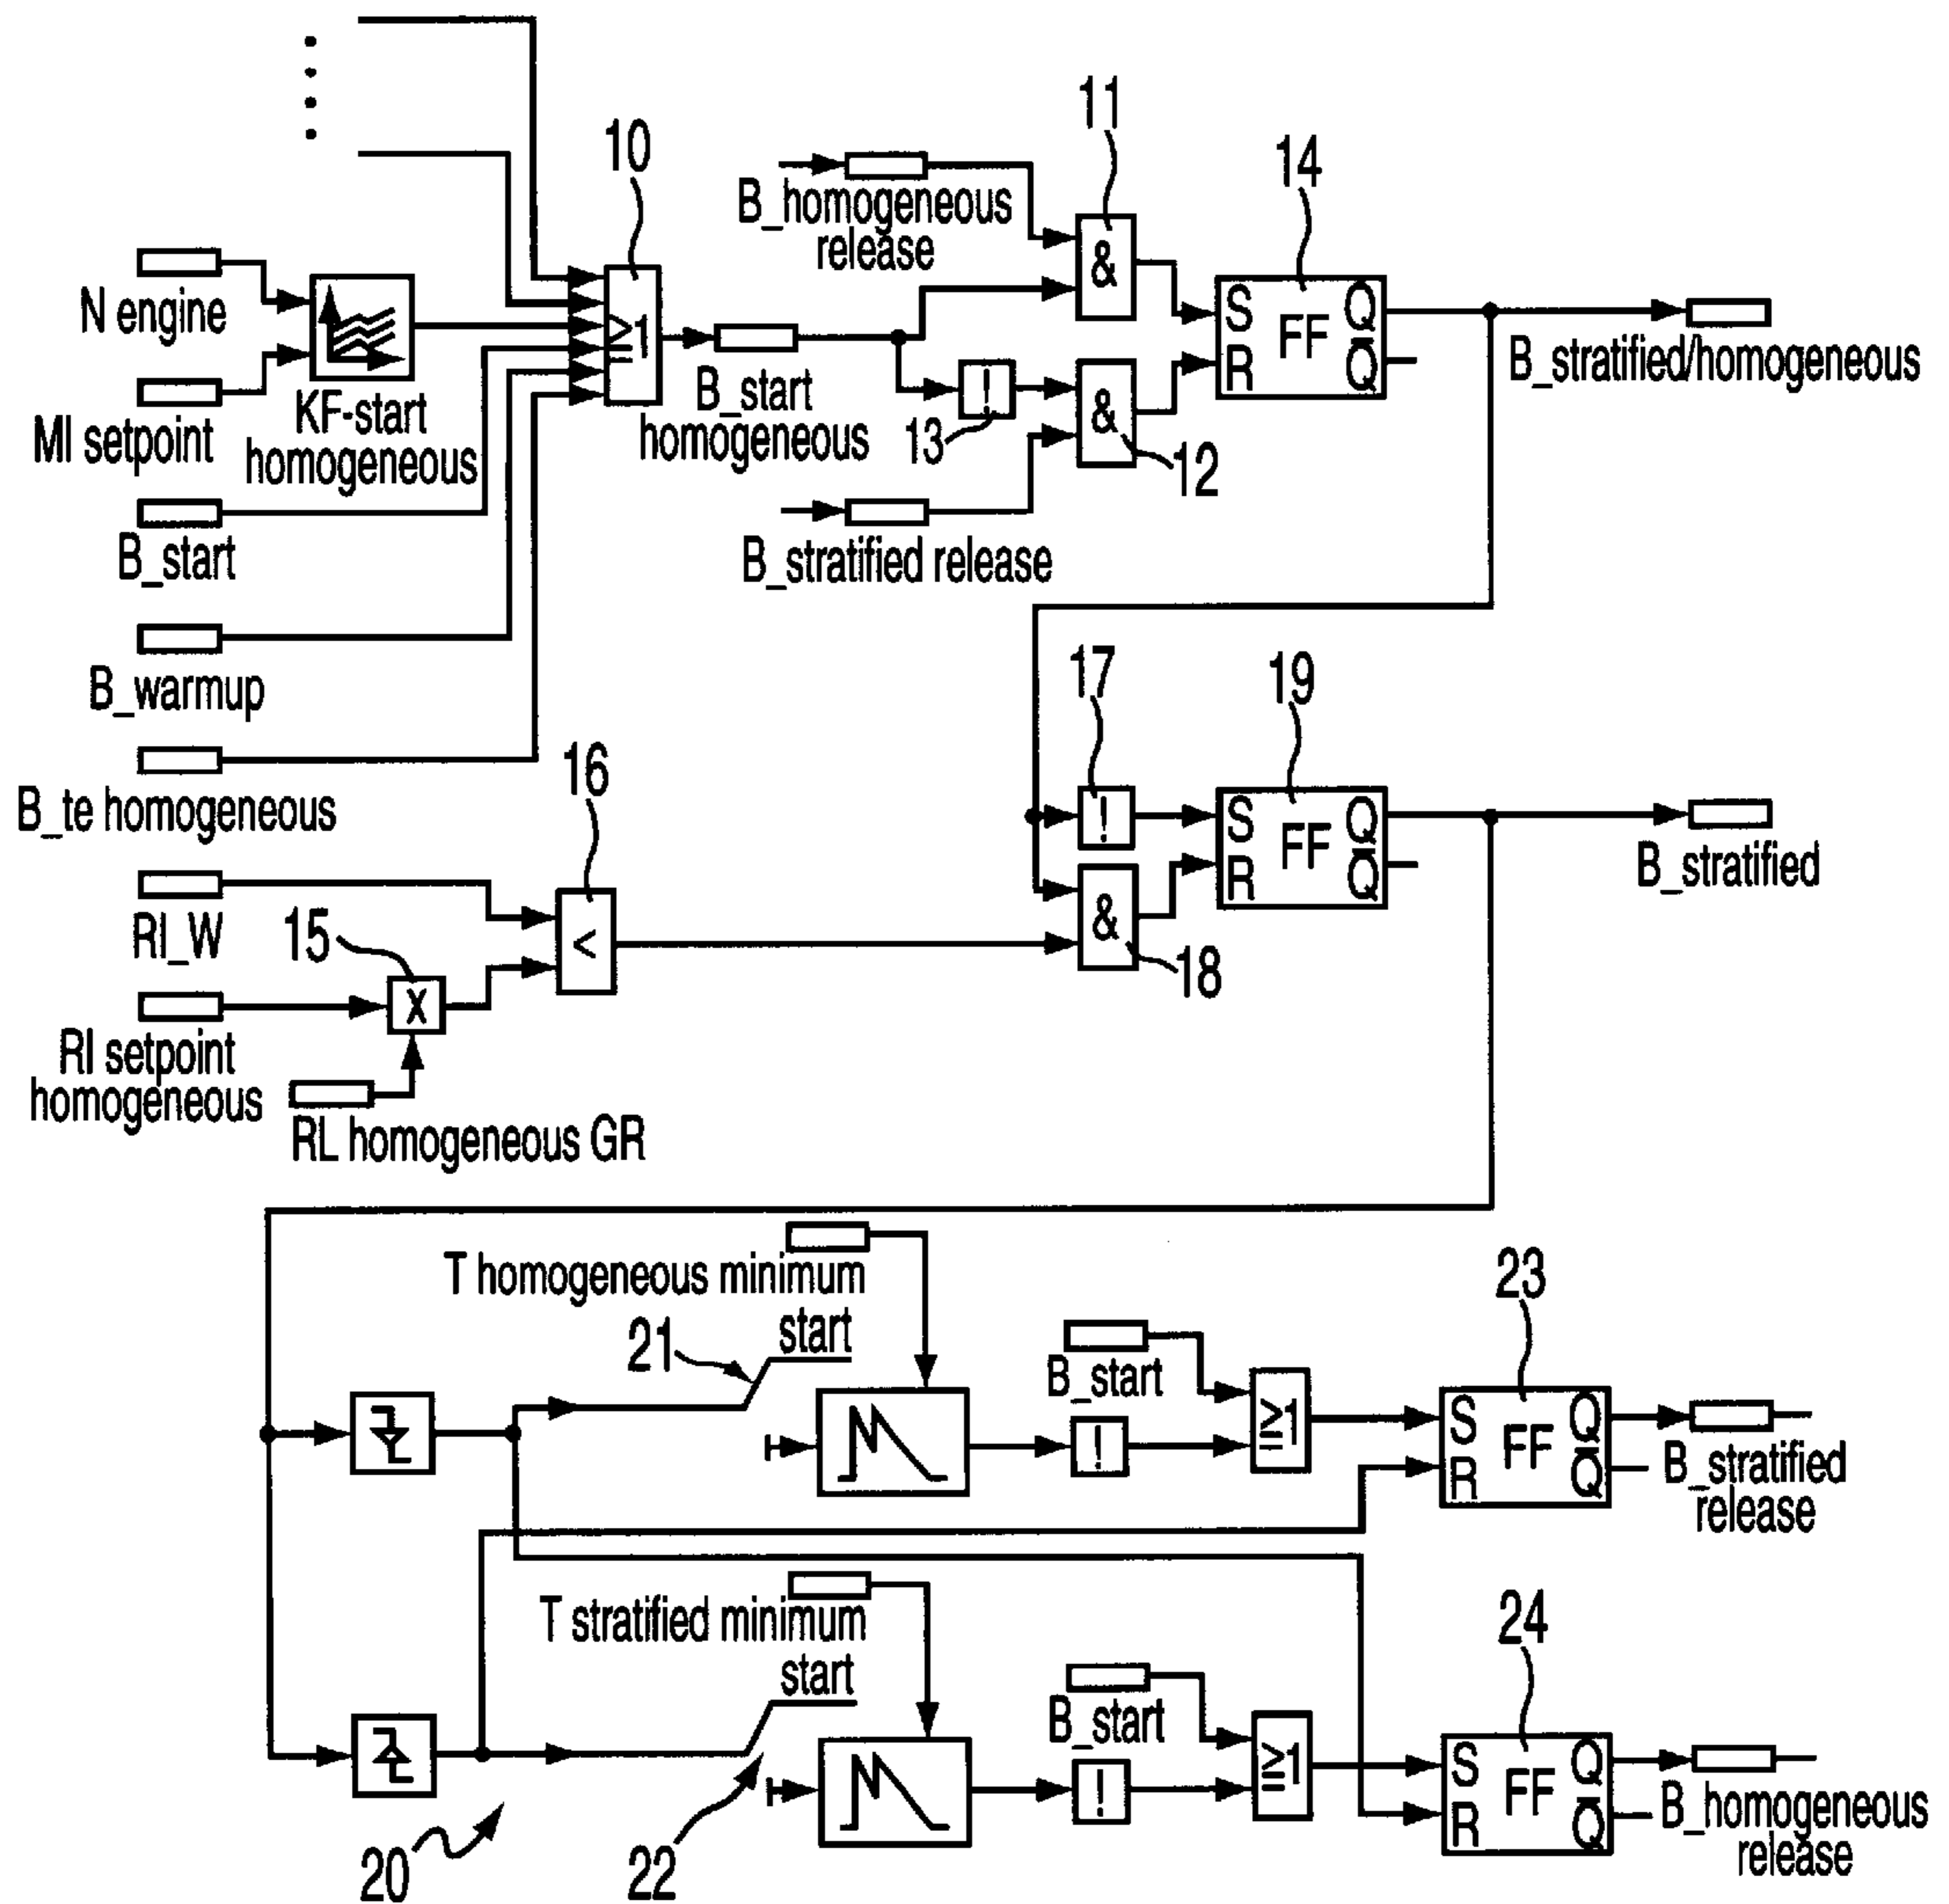 10
11
14
B_homogeneous
release
&
S
FF
Q
R
Q
N engine
≥1
B_stratified/homogeneous
MI setpoint
KF-start
homogeneous
B_start
homogeneous
!
13
&
12
B_start
B_stratified release
B_warmup
17
19
B_te homogeneous
16
!
S
FF
Q
R
Q
B_stratified
RI_W
15
<
&
18
X
RI setpoint
homogeneous
RL homogeneous GR
T homogeneous minimum
23
21
start
B_start
!
≥1
S
FF
Q
R
Q
B_stratified
release
T stratified minimum
24
start
B_start
!
≥1
S
FF
Q
R
Q
B_homogeneous
release
20
22